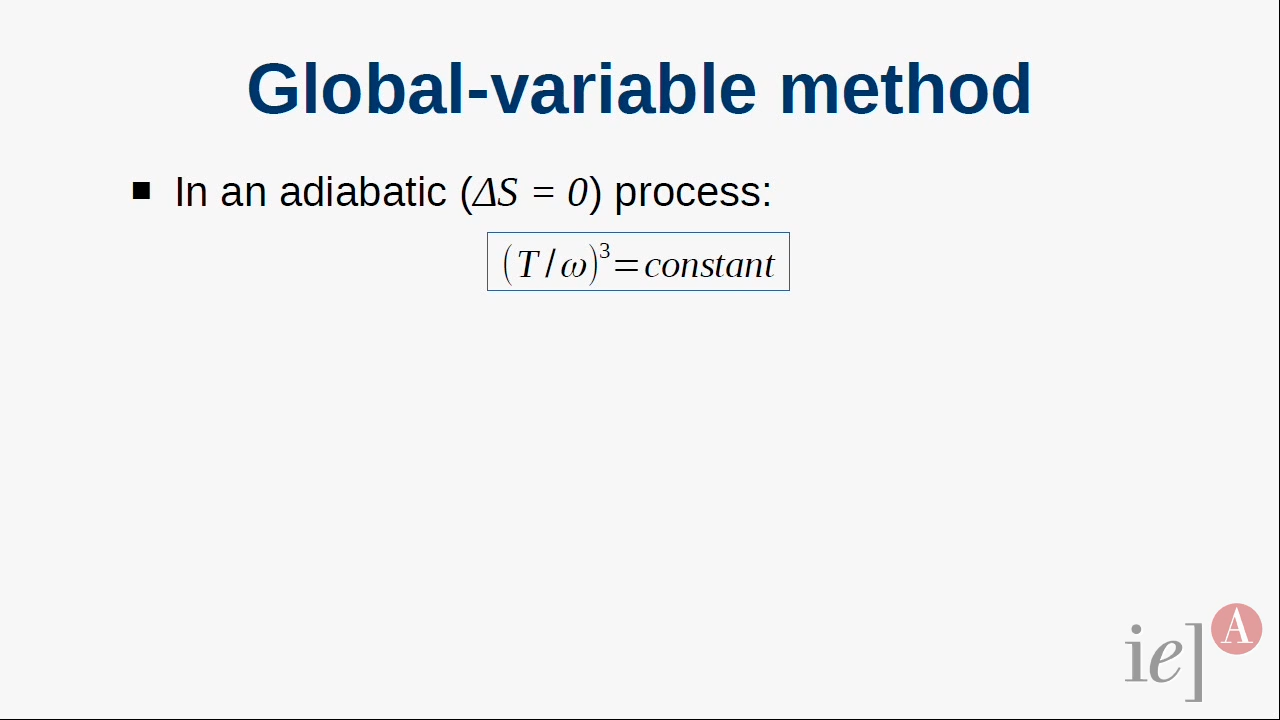 Global-variable method
■ In an adiabatic (ΔS = 0) process:
(T/ω)³=constant
ie] A